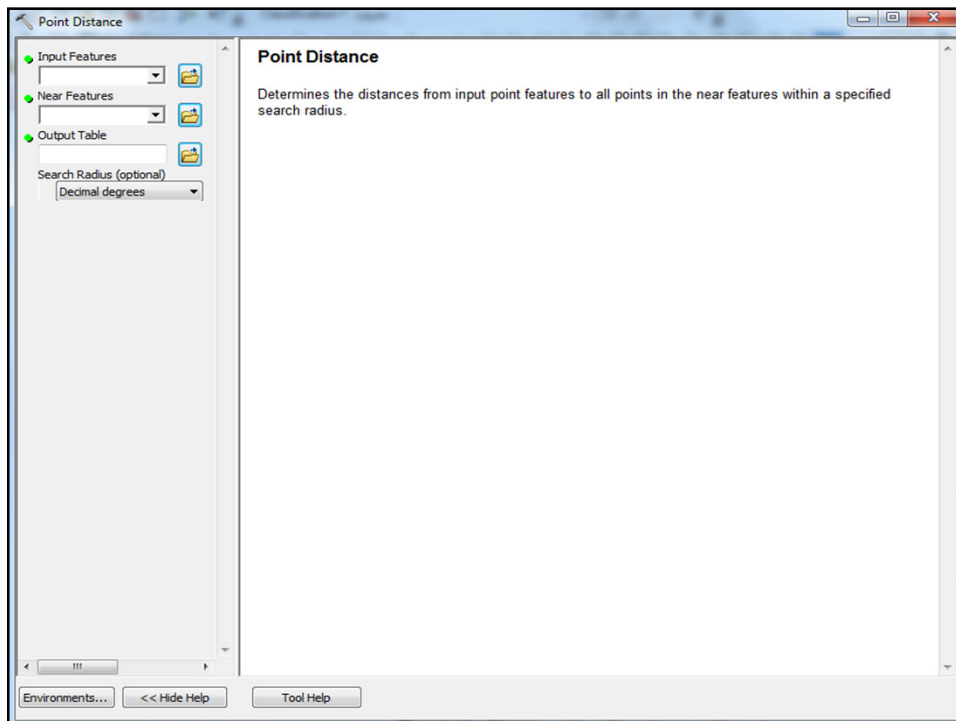 Point Distance
Input Features
Near Features
Output Table
Search Radius (optional)
Decimal degrees
Point Distance
Determines the distances from input point features to all points in the near features within a specified
search radius.
Environments...
<< Hide Help
Tool Help